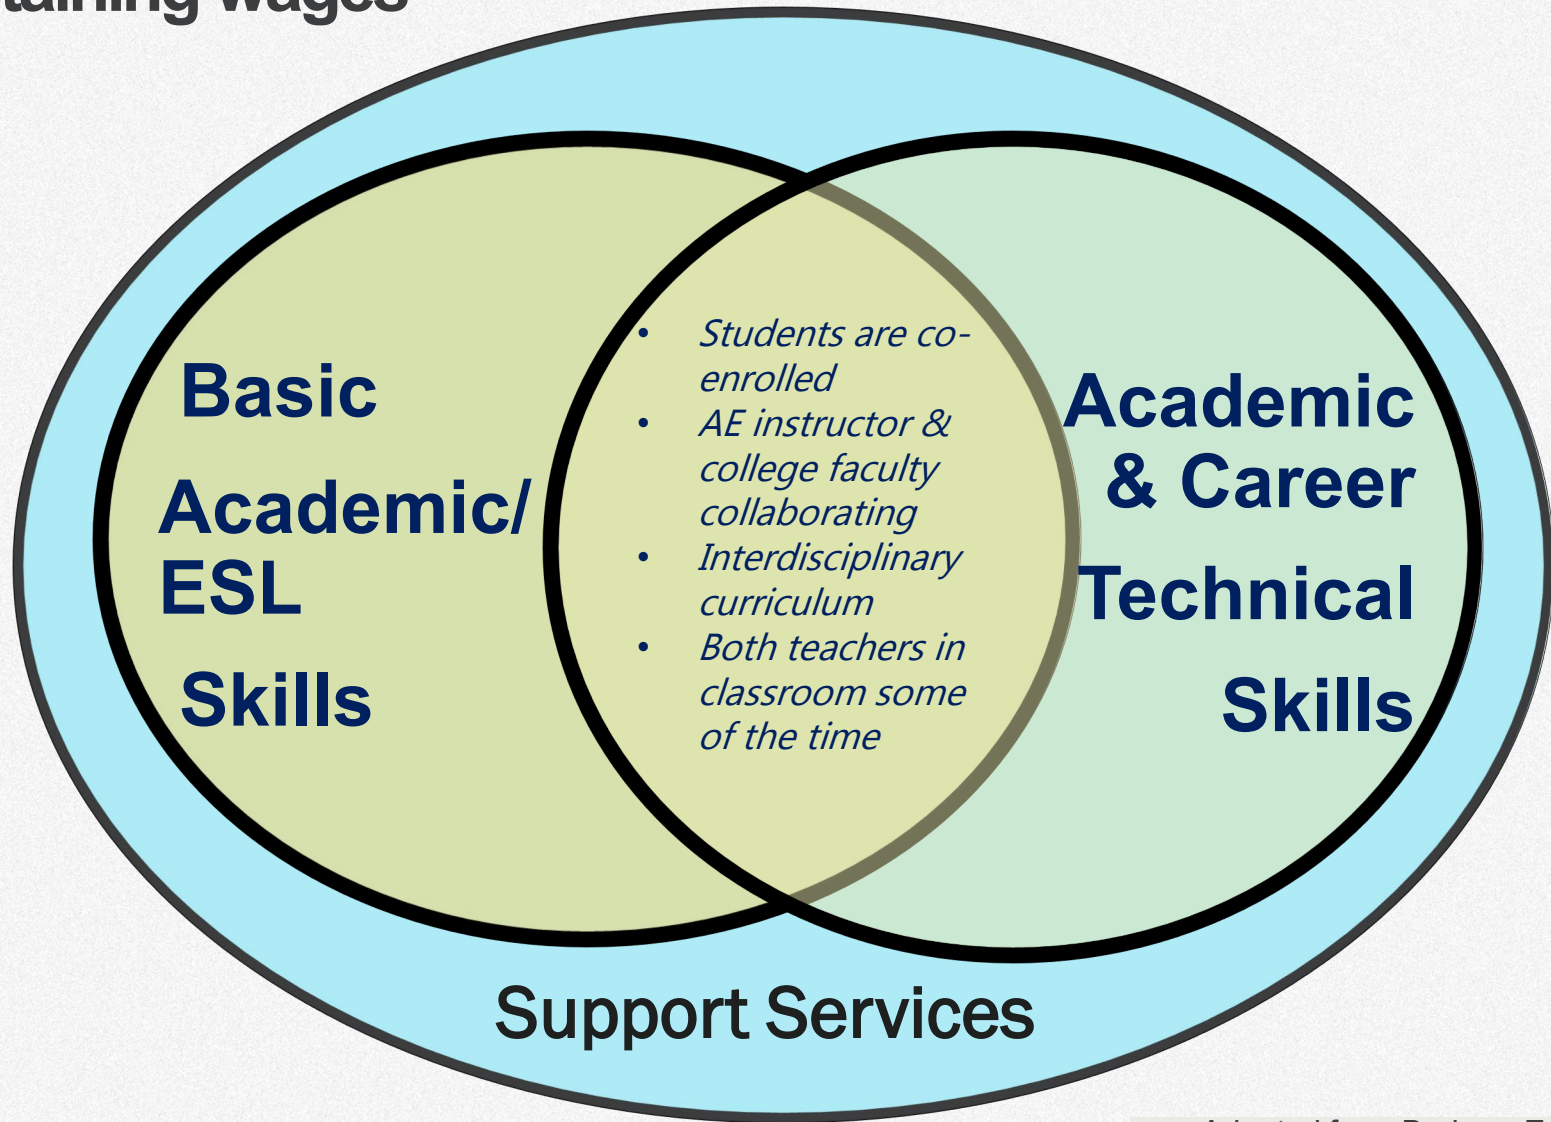 wages
Basic
Academic/
ESL
Skills
• Students are co-
enrolled
• AE instructor &
college faculty
collaborating
• Interdisciplinary
curriculum
• Both teachers in
classroom some
of the time
Academic
& Career
Technical
Skills
Support Services